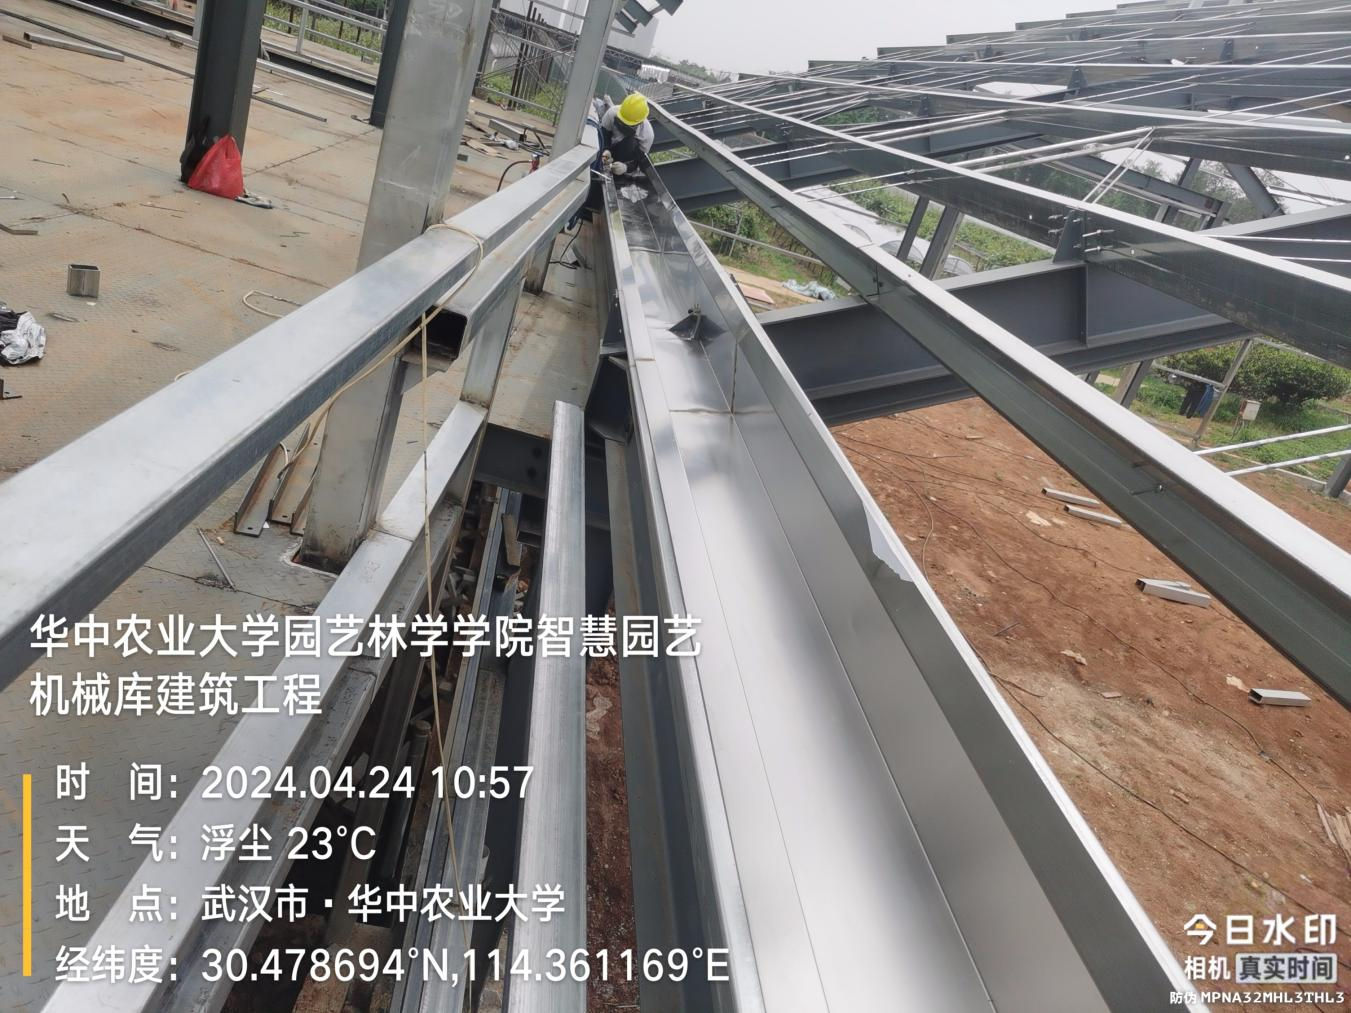 华中农业大学园艺林学学院智慧园艺
机械库建筑工程
时 间：2024.04.24 10:57
天 气：浮尘 23°C
地 点：武汉市·华中农业大学
经纬度：30.478694°N,114.361169°E
今日水印
相机 真实时间
防伪 MPNA32MHL3THL3